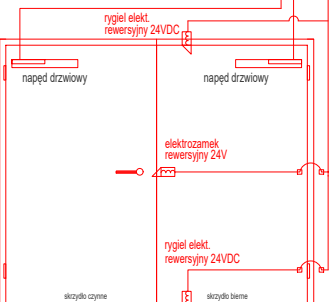 rygiel elekt.
rewersyjny 24VDC
napęd drzwiowy
napęd drzwiowy
elektrozamek
rewersyjny 24V
rygiel elekt.
rewersyjny 24VDC
skrzydło czynne
skrzydło bierne